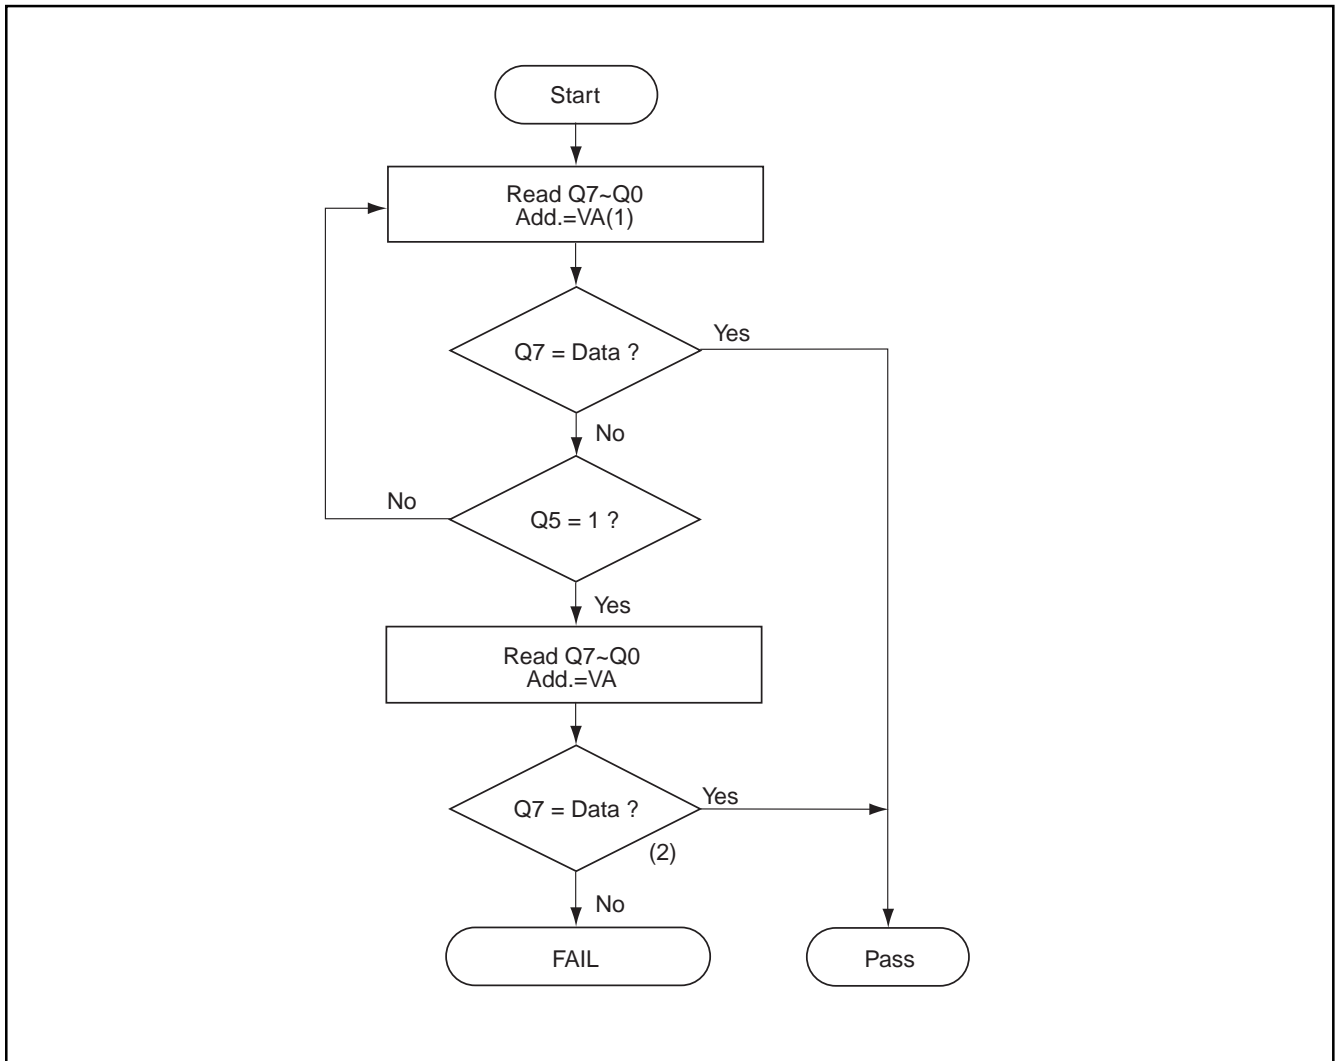 Start
Read Q7~Q0
Add.=VA(1)
Q7 = Data ?
Yes
No
No
Q5 = 1 ?
Yes
Read Q7~Q0
Add.=VA
Q7 = Data ?
Yes
(2)
No
FAIL
Pass